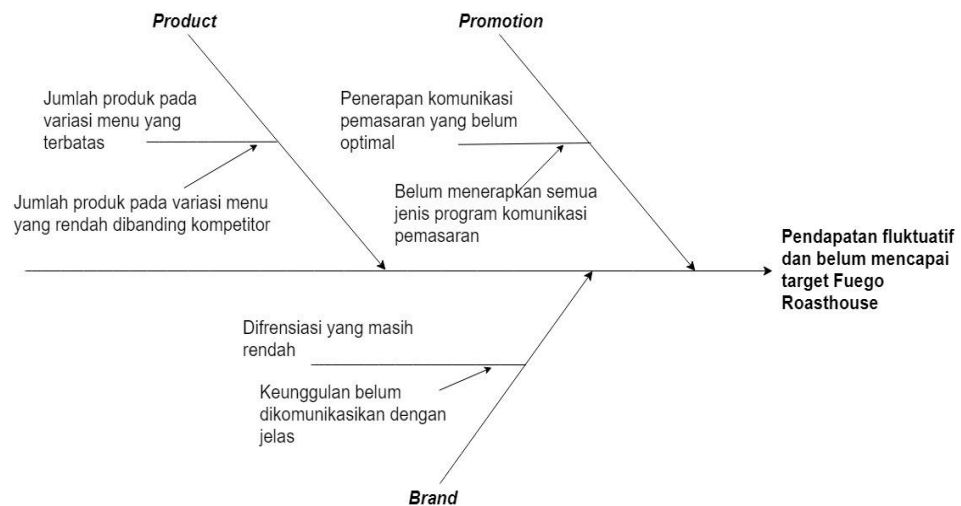 Product
Promotion
Jumlah produk pada
variasi menu yang
terbatas
Penerapan komunikasi
pemasaran yang belum
optimal
Jumlah produk pada variasi menu
yang rendah dibanding kompetitor
Belum menerapkan semua
jenis program komunikasi
pemasaran
Pendapatan fluktuatif
dan belum mencapai
target Fuego
Roasthouse
Difrensiasi yang masih
rendah
Keunggulan belum
dikomunikasikan dengan
jelas
Brand